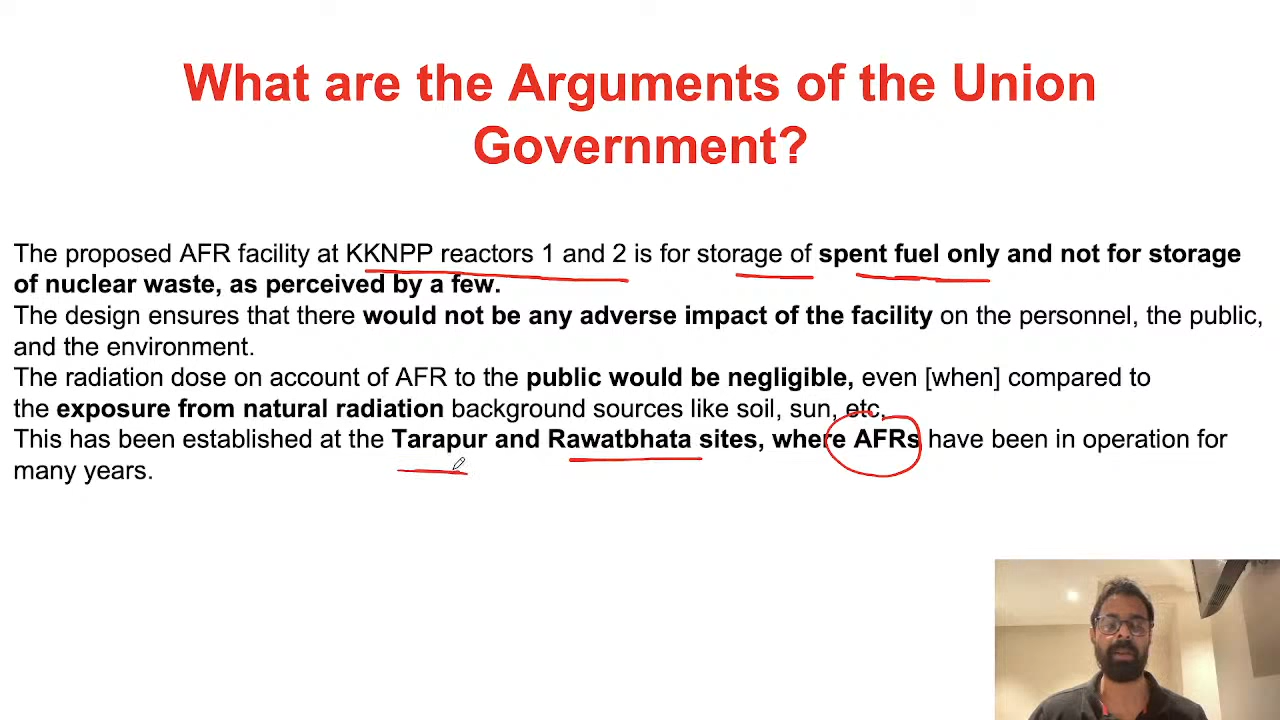 What are the Arguments of the Union
Government?
The proposed AFR facility at KKNPP reactors 1 and 2 is for storage of spent fuel only and not for storage
of nuclear waste, as perceived by a few.
The design ensures that there would not be any adverse impact of the facility on the personnel, the public,
and the environment.
The radiation dose on account of AFR to the public would be negligible, even [when] compared to
the exposure from natural radiation background sources like soil, sun, etc,
This has been established at the Tarapur and Rawatbhata sites, where AFRs have been in operation for
many years.